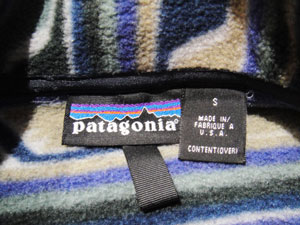 patagonia®
S
MADE IN/
FABRIQUE A
U.S.A.
CONTENT(OVER)